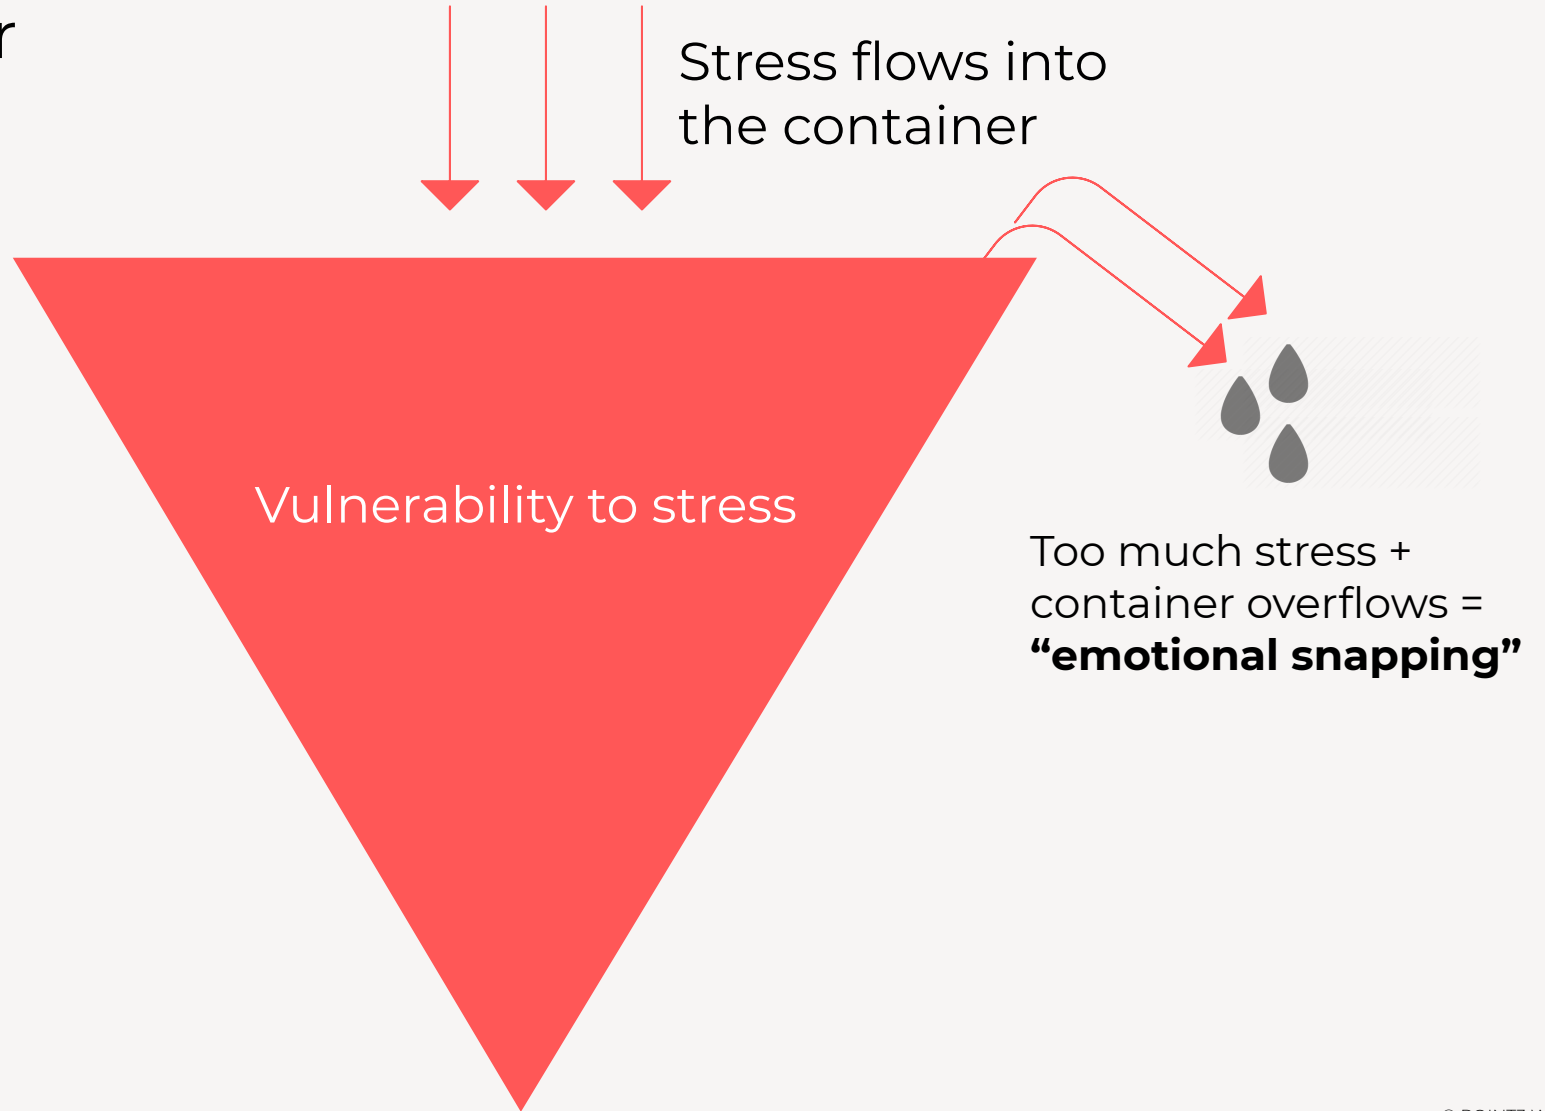 r
Stress flows into
the container
Vulnerability to stress
Too much stress +
container overflows =
“emotional snapping”